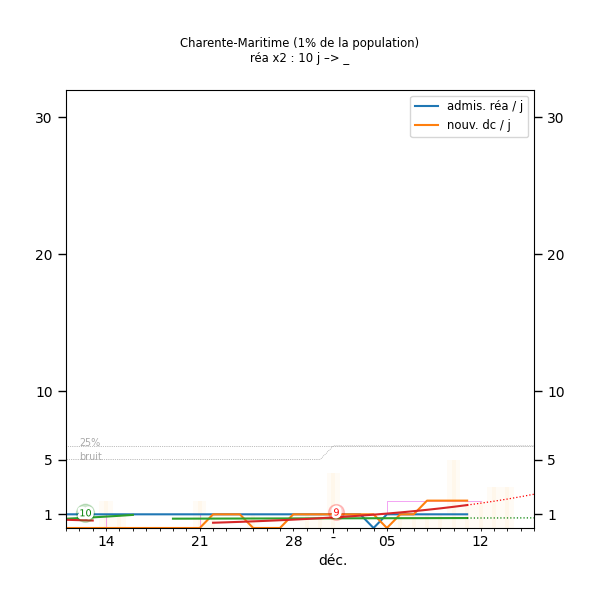 Charente-Maritime (1% de la population)
réa x2 : 10 j –> _
admis. réa / j
nouv. dc / j
30 30
20 20
10 10
25%
bruit
5 5
10 9
1 1
14 21 28 - 05 12
déc.